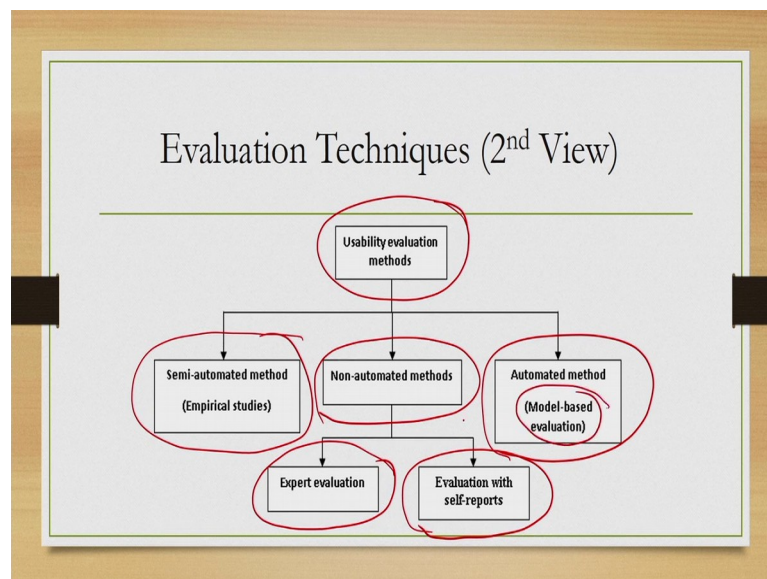 Evaluation Techniques (2nd View)
Usability evaluation
methods
Semi-automated method
(Empirical studies)
Non-automated methods
Automated method
(Model-based
evaluation)
Expert evaluation
Evaluation with
self-reports